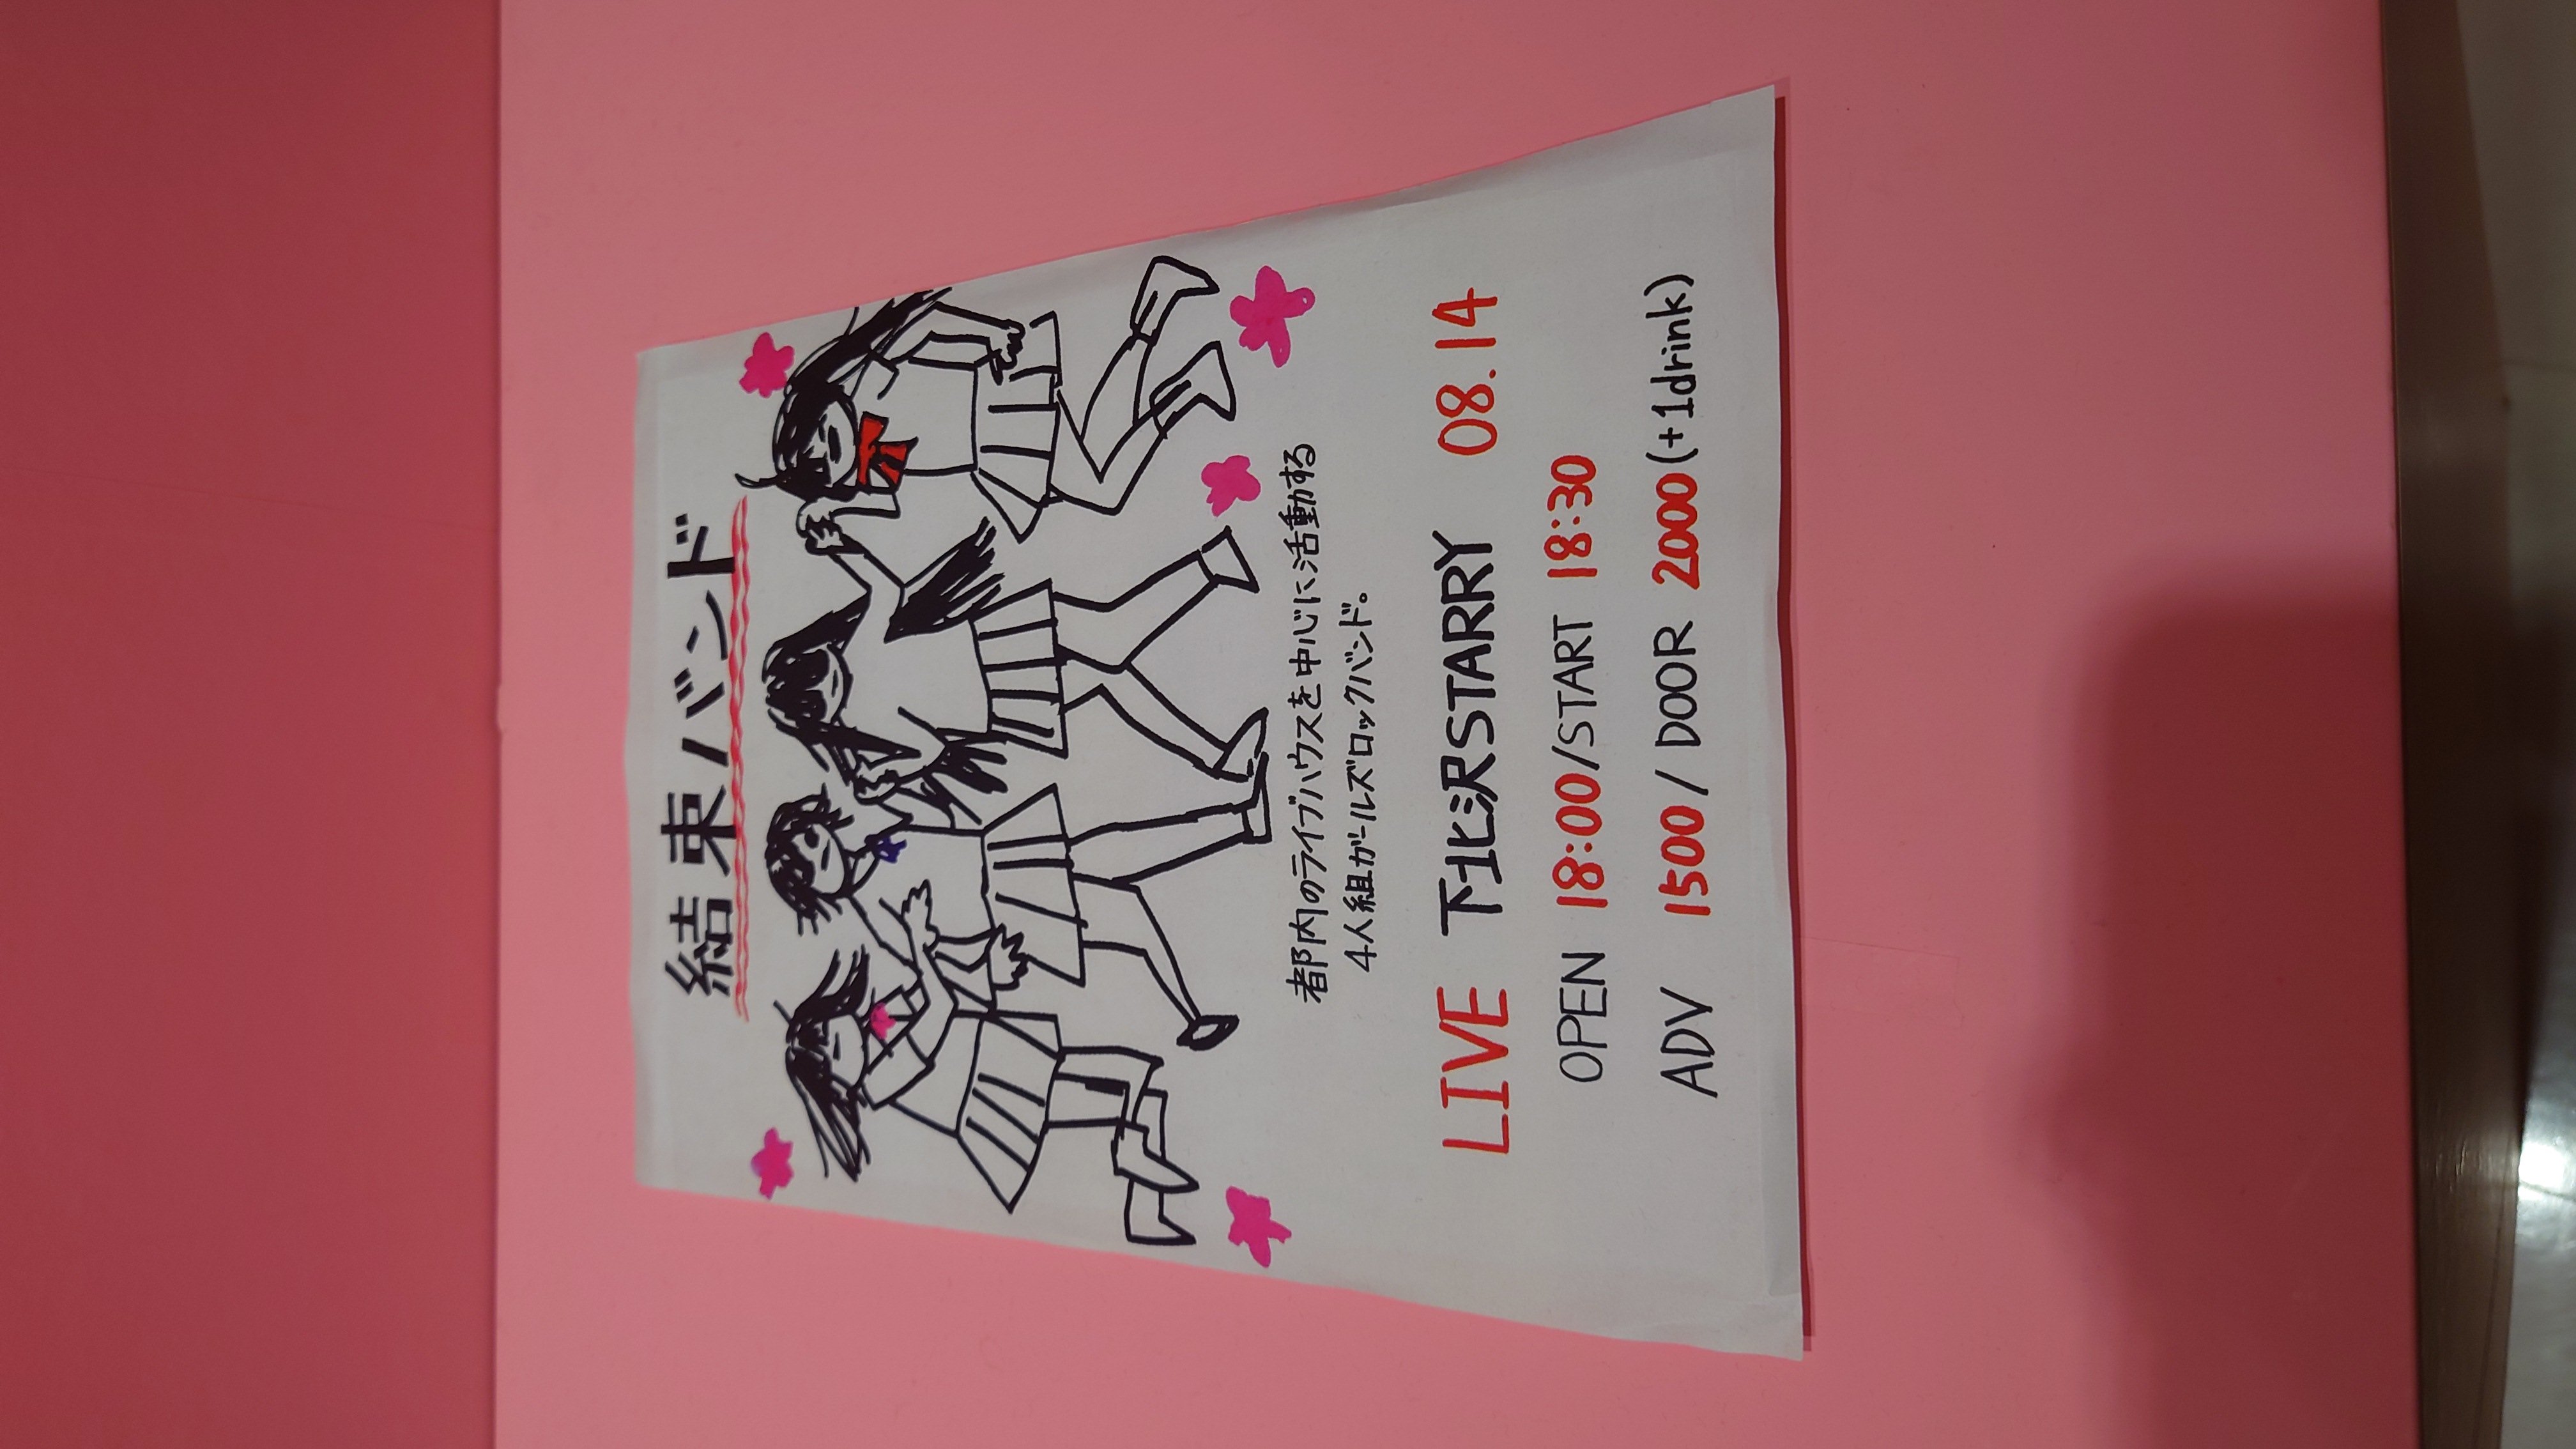 結束バンド
都内のライブハウスを中心に活動する
4人組ガールズロックバンド。
LIVE 下北沢STARRY 08.14
OPEN 18:00/START 18:30
ADV 1500/DOOR 2000(+1drink)